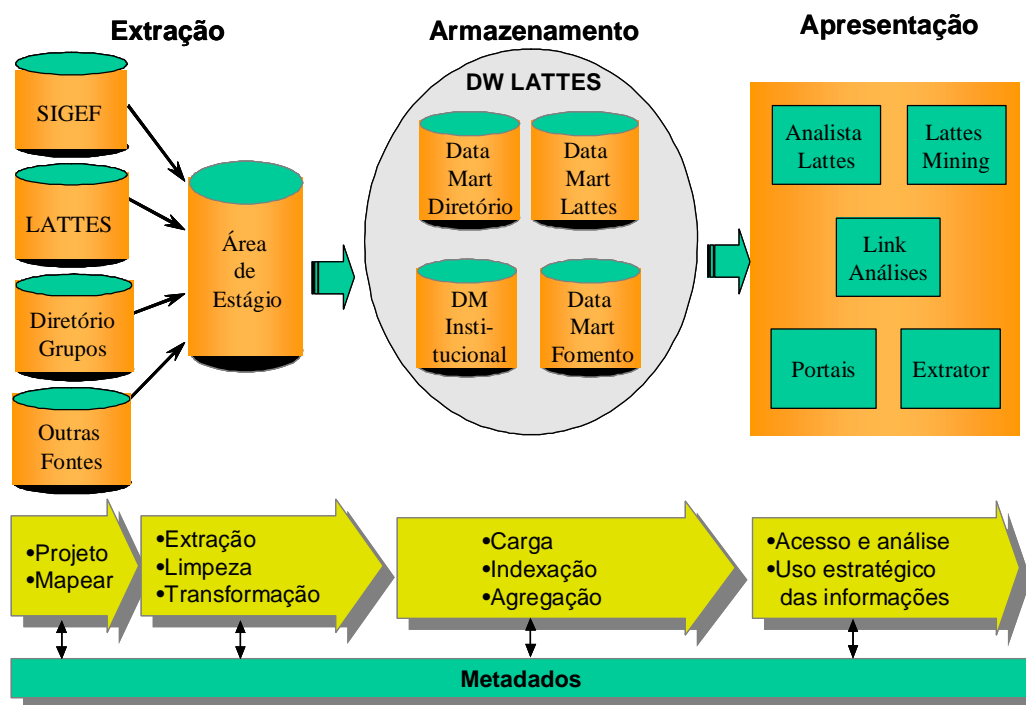 Extração
Armazenamento
Apresentação
SIGEF
LATTES
Diretório
Grupos
Outras
Fontes
Área
de
Estágio
DW LATTES
Data
Mart
Diretório
Data
Mart
Lattes
DM
Insti-
tucional
Data
Mart
Fomento
Analista
Lattes
Lattes
Mining
Link
Análises
Portais
Extrator
•Projeto
•Mapear
•Extração
•Limpeza
•Transformação
•Carga
•Indexação
•Agregação
•Acesso e análise
•Uso estratégico
das informações
Metadados